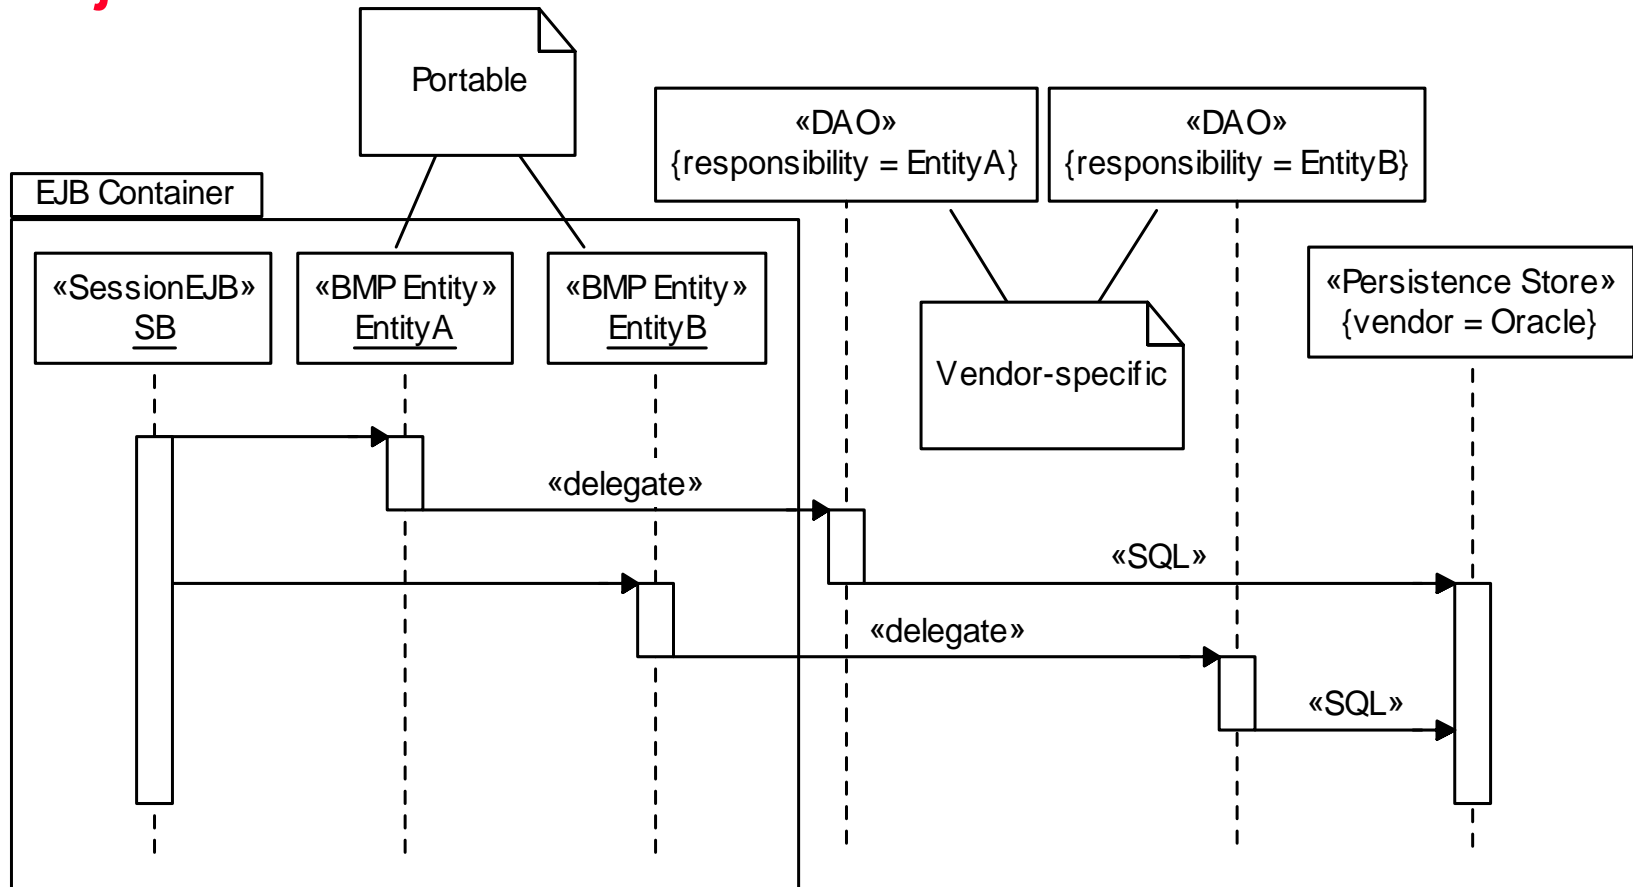 Portable
«DAO»
{responsibility = EntityA}
«DAO»
{responsibility = EntityB}
EJB Container
«SessionEJB»
SB
«BMP Entity»
EntityA
«BMP Entity»
EntityB
«Persistence Store»
{vendor = Oracle}
Vendor-specific
«delegate»
«SQL»
«delegate»
«SQL»